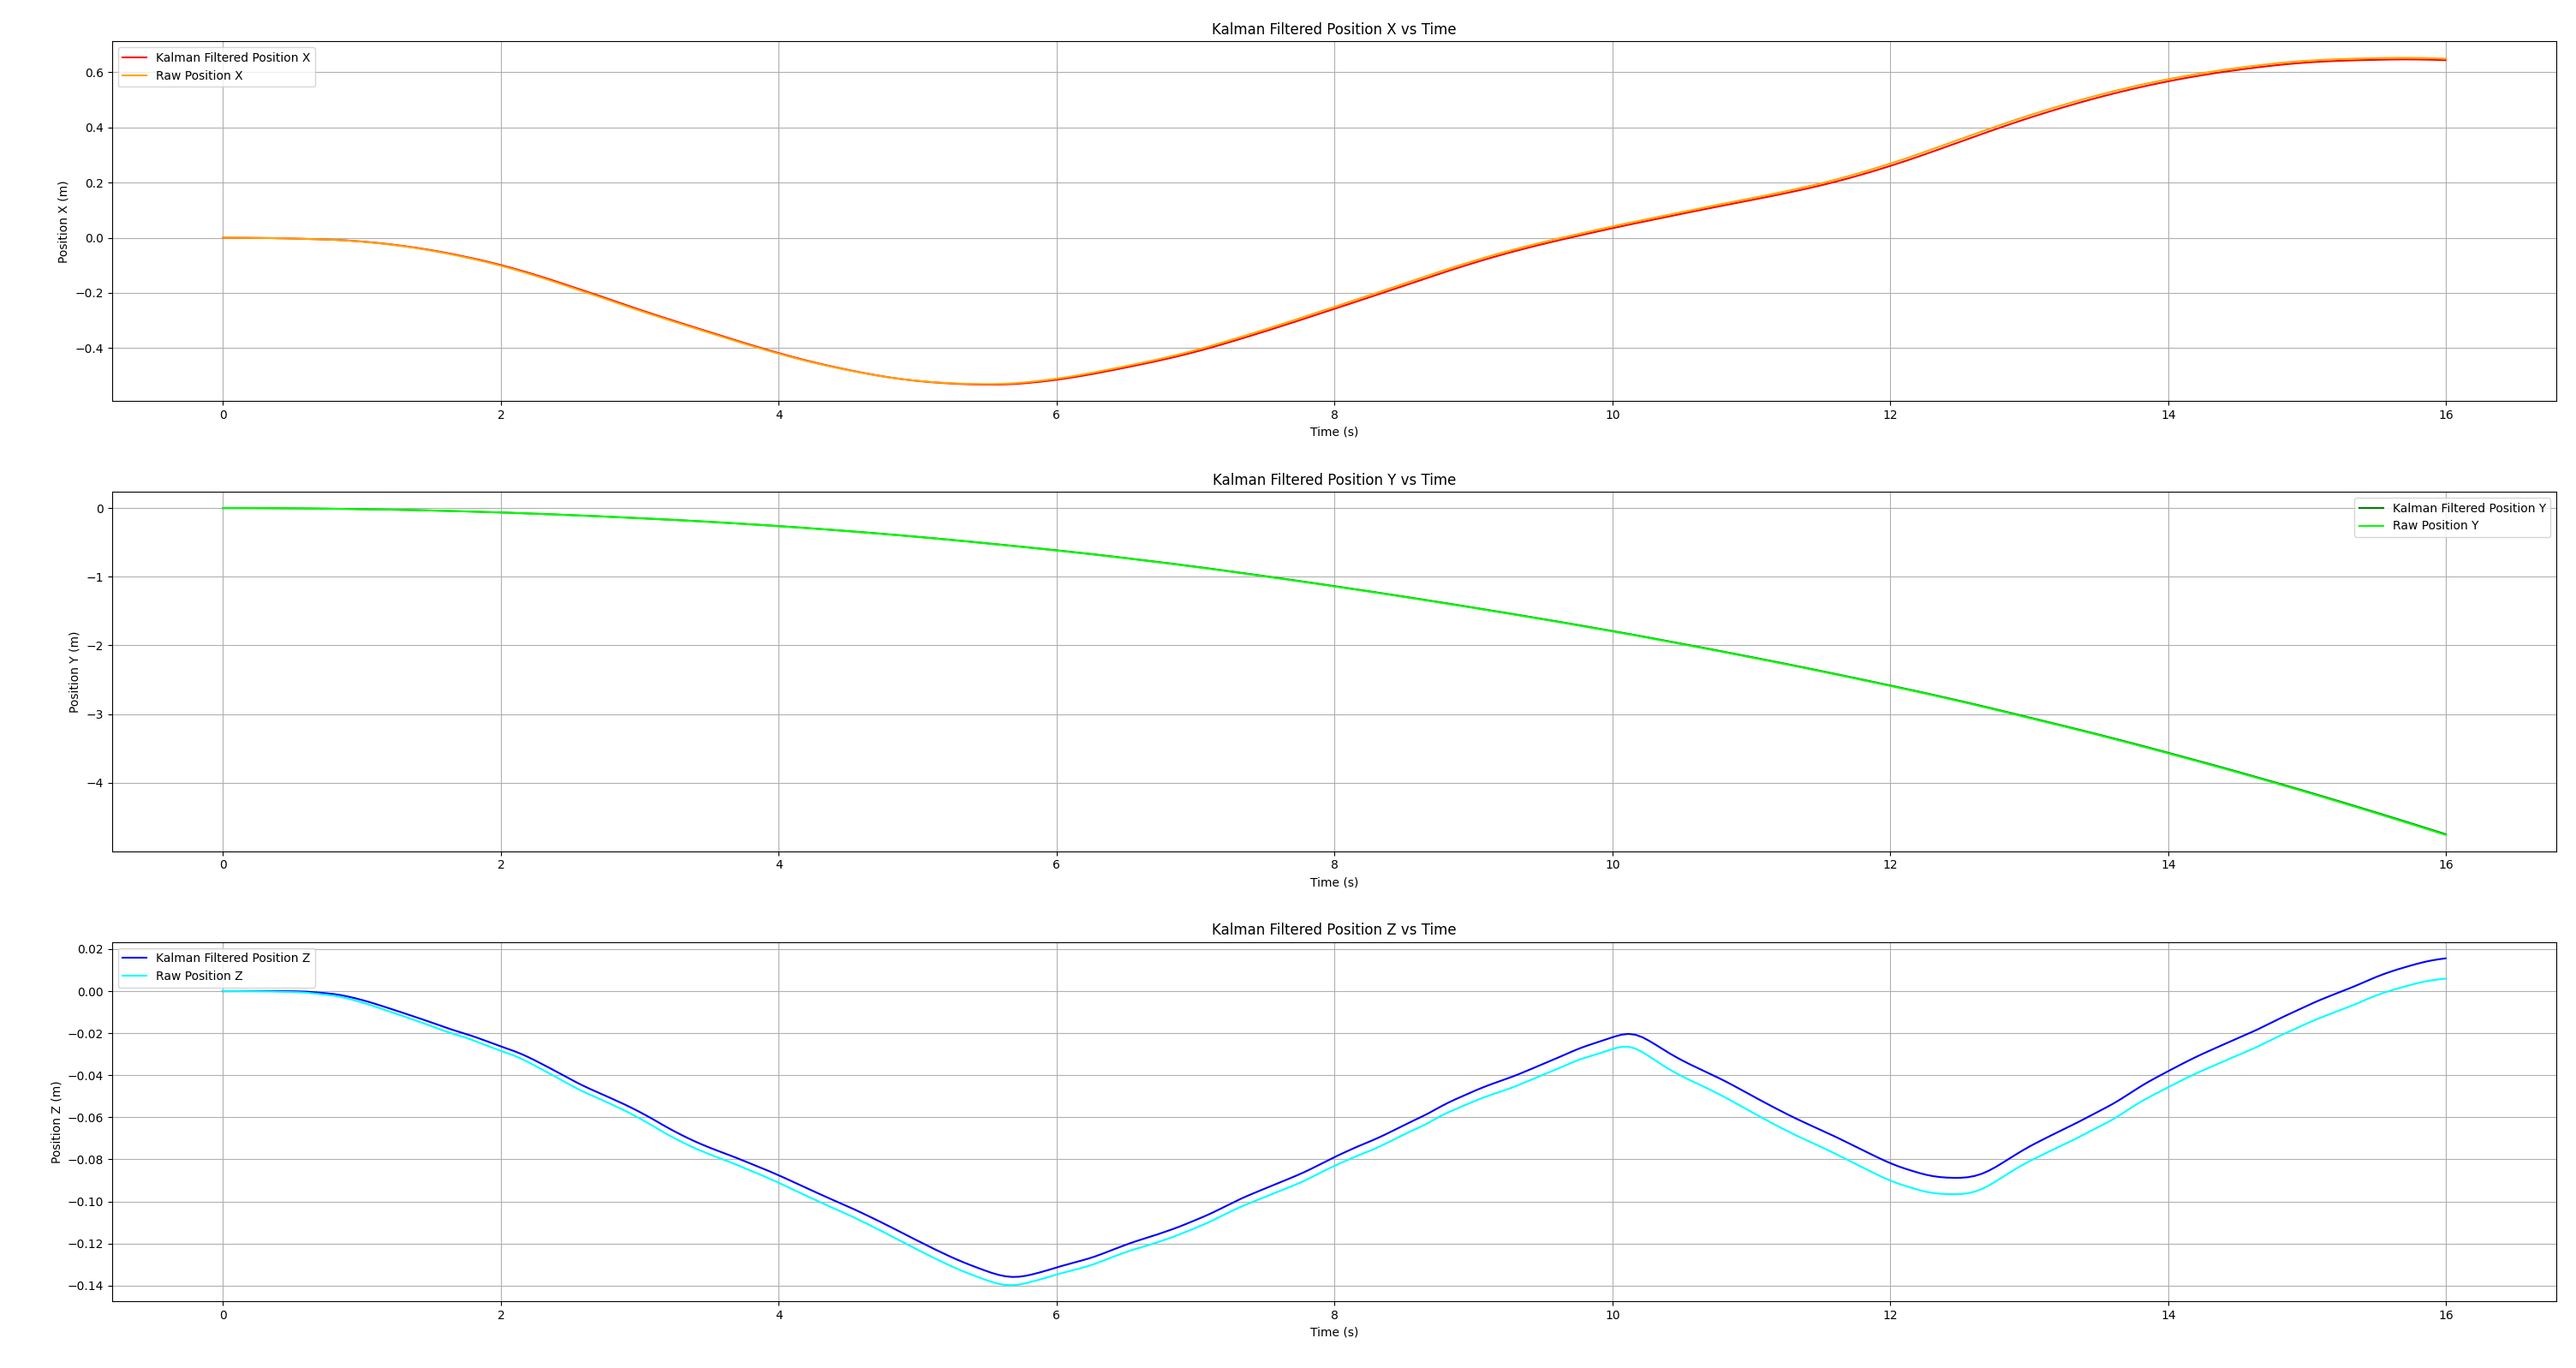 Kalman Filtered Position X vs Time
Kalman Filtered Position X
Raw Position X
Position X (m)
0.6
0.4
0.2
0.0
−0.2
−0.4
0 2 4 6 8 10 12 14 16
Time (s)
Kalman Filtered Position Y vs Time
Kalman Filtered Position Y
Raw Position Y
Position Y (m)
0
−1
−2
−3
−4
0 2 4 6 8 10 12 14 16
Time (s)
Kalman Filtered Position Z vs Time
Kalman Filtered Position Z
Raw Position Z
Position Z (m)
0.02
0.00
−0.02
−0.04
−0.06
−0.08
−0.10
−0.12
−0.14
0 2 4 6 8 10 12 14 16
Time (s)